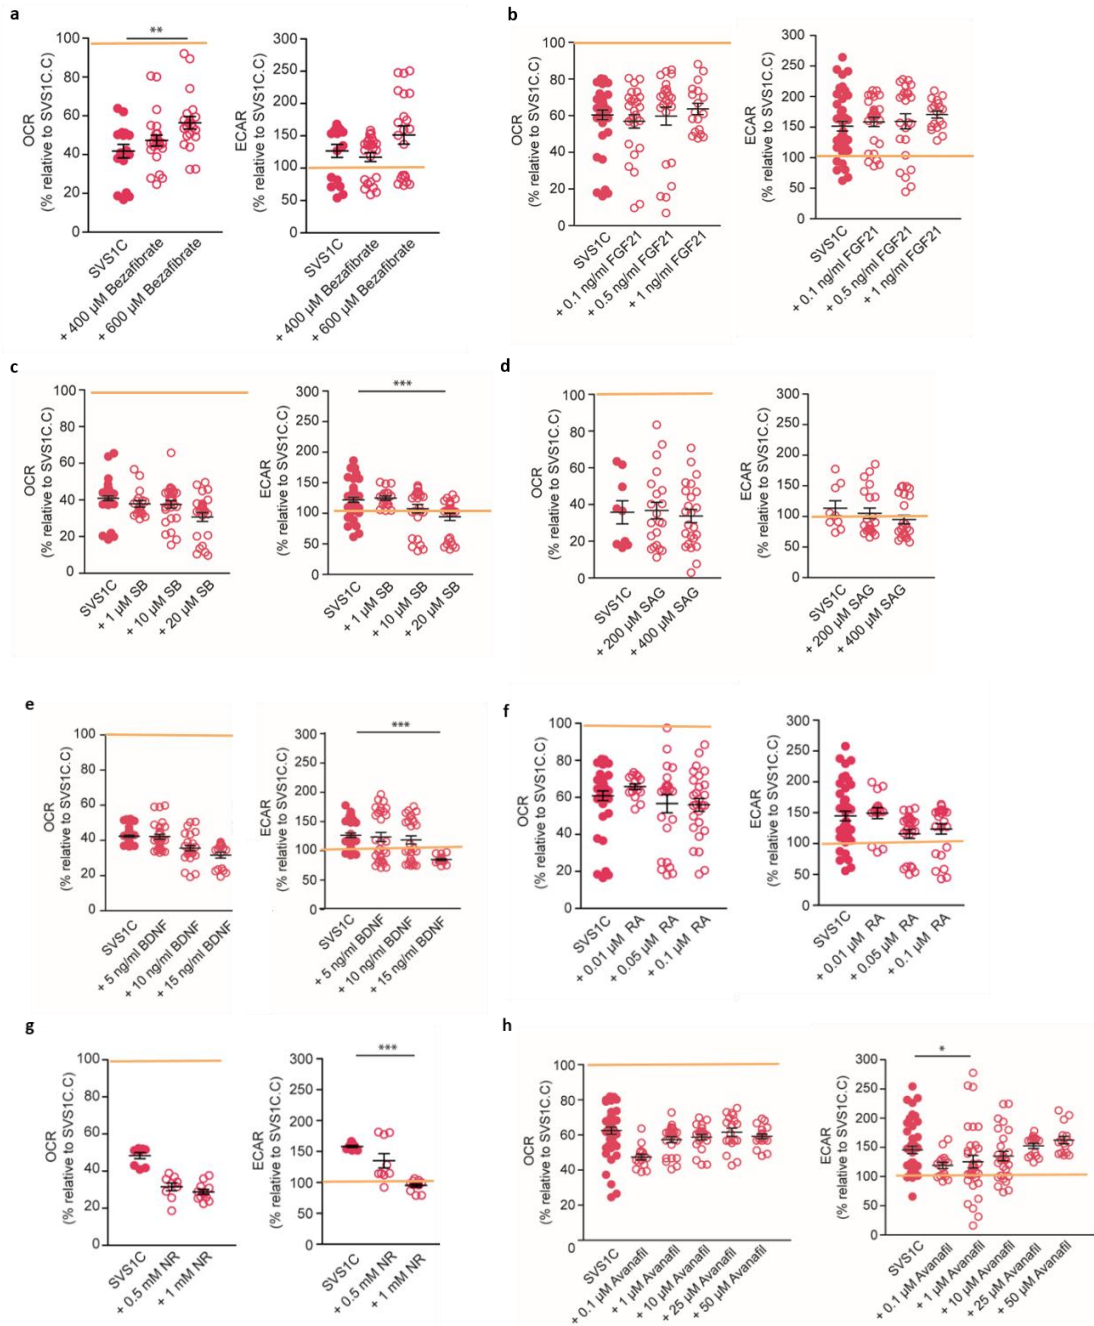 a
OCR
(% relative to SVS1C.C)
100
80
60
40
20
0
**
SVS1C
+ 400 µM Bezafibrate
+ 600 µM Bezafibrate
ECAR
(% relative to SVS1C.C)
300
250
200
150
100
50
0
SVS1C
+ 400 µM Bezafibrate
+ 600 µM Bezafibrate
b
OCR
(% relative to SVS1C.C)
100
80
60
40
20
0
SVS1C
+ 0.1 ng/ml FGF21
+ 0.5 ng/ml FGF21
+ 1 ng/ml FGF21
ECAR
(% relative to SVS1C.C)
300
250
200
150
100
50
0
SVS1C
+ 0.1 ng/ml FGF21
+ 0.5 ng/ml FGF21
+ 1 ng/ml FGF21
c
OCR
(% relative to SVS1C.C)
100
80
60
40
20
0
SVS1C
+ 1 µM SB
+ 10 µM SB
+ 20 µM SB
ECAR
(% relative to SVS1C.C)
300
250
200
150
100
50
0
***
SVS1C
+ 1 µM SB
+ 10 µM SB
+ 20 µM SB
d
OCR
(% relative to SVS1C.C)
100
80
60
40
20
0
SVS1C
+ 200 µM SAG
+ 400 µM SAG
ECAR
(% relative to SVS1C.C)
300
250
200
150
100
50
0
SVS1C
+ 200 µM SAG
+ 400 µM SAG
e
OCR
(% relative to SVS1C.C)
100
80
60
40
20
0
SVS1C
+ 5 ng/ml BDNF
+ 10 ng/ml BDNF
+ 15 ng/ml BDNF
ECAR
(% relative to SVS1C.C)
300
250
200
150
100
50
0
***
SVS1C
+ 5 ng/ml BDNF
+ 10 ng/ml BDNF
+ 15 ng/ml BDNF
f
OCR
(% relative to SVS1C.C)
100
80
60
40
20
0
SVS1C
+ 0.01 µM RA
+ 0.05 µM RA
+ 0.1 µM RA
ECAR
(% relative to SVS1C.C)
300
250
200
150
100
50
0
SVS1C
+ 0.01 µM RA
+ 0.05 µM RA
+ 0.1 µM RA
g
OCR
(% relative to SVS1C.C)
100
80
60
40
20
0
SVS1C
+ 0.5 mM NR
+ 1 mM NR
ECAR
(% relative to SVS1C.C)
300
250
200
150
100
50
0
***
SVS1C
+ 0.5 mM NR
+ 1 mM NR
h
OCR
(% relative to SVS1C.C)
100
80
60
40
20
0
SVS1C
+ 0.1 µM Avanafil
+ 1 µM Avanafil
+ 10 µM Avanafil
+ 25 µM Avanafil
+ 50 µM Avanafil
ECAR
(% relative to SVS1C.C)
300
250
200
150
100
50
0
*
SVS1C
+ 0.1 µM Avanafil
+ 1 µM Avanafil
+ 10 µM Avanafil
+ 25 µM Avanafil
+ 50 µM Avanafil